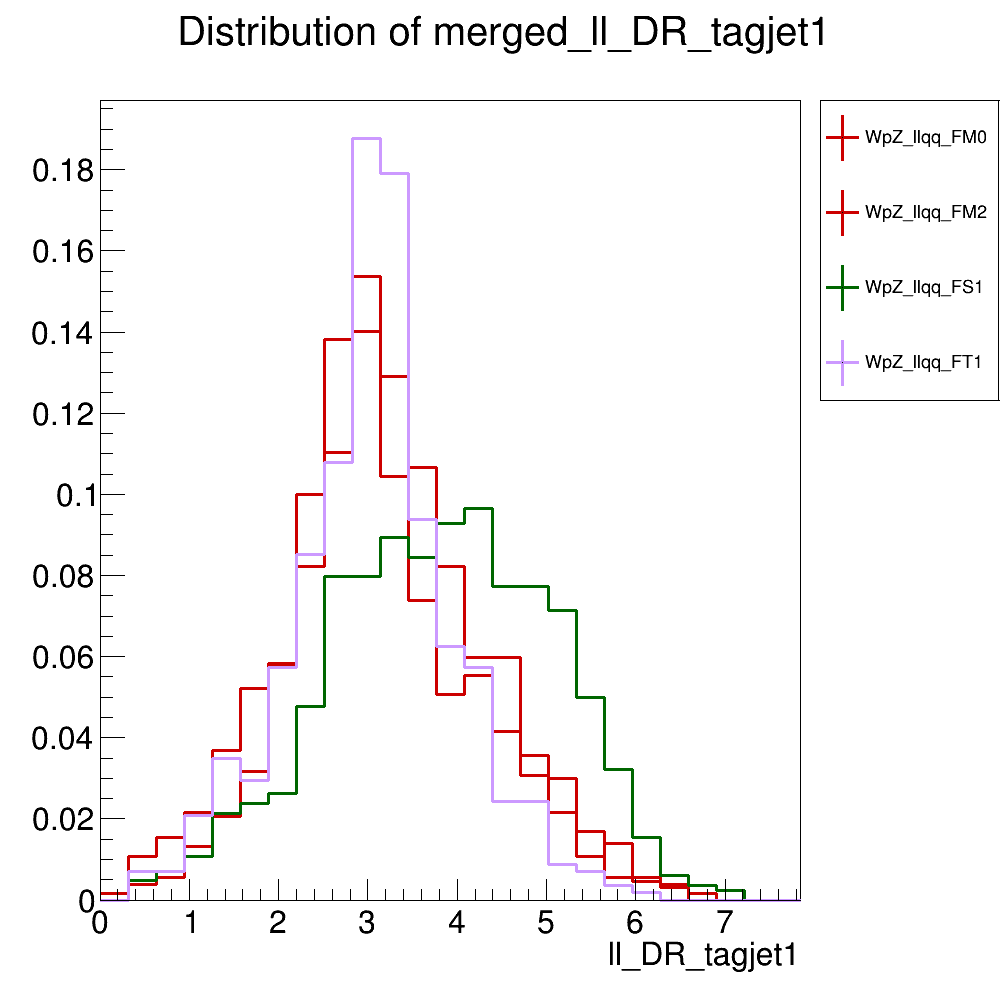 Distribution of merged_ll_DR_tagjet1
WpZ_llqq_FM0
WpZ_llqq_FM2
WpZ_llqq_FS1
WpZ_llqq_FT1
0.18
0.16
0.14
0.12
0.1
0.08
0.06
0.04
0.02
0
0 1 2 3 4 5 6 7
ll_DR_tagjet1